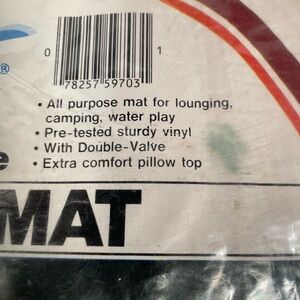 ®
0 78257 59703 1
• All purpose mat for lounging,
camping, water play
• Pre-tested sturdy vinyl
• With Double-Valve
• Extra comfort pillow top
e
MAT